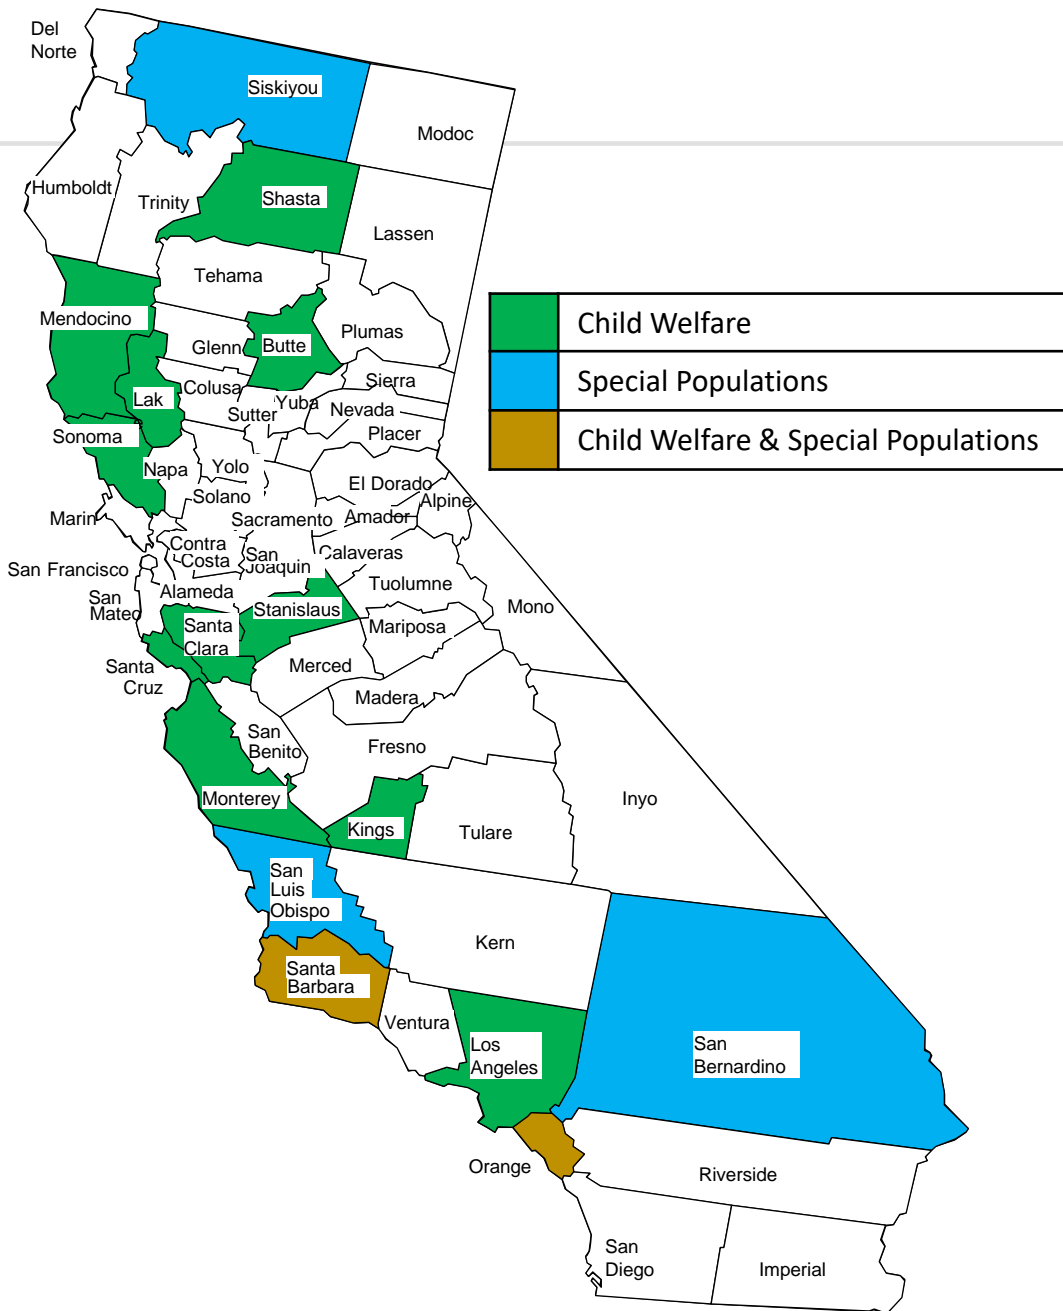 Del
Norte
Siskiyou
Modoc
Humboldt
Trinity
Shasta
Lassen
Tehama
Mendocino
Glenn
Butte
Plumas
Lak
Colusa
Sutter
Yuba
Sierra
Nevada
Placer
Sonoma
Napa
Yolo
El Dorado
Alpine
Solano
Marin
Sacramento
Amador
Contra
Costa
San
Joaquin
Calaveras
San Francisco
San
Mateo
Alameda
Tuolumne
Stanislaus
Mono
Santa
Clara
Mariposa
Santa
Cruz
Merced
Madera
San
Benito
Fresno
Monterey
Kings
Tulare
Inyo
San
Luis
Obispo
Kern
Santa
Barbara
Ventura
Los
Angeles
San
Bernardino
Orange
Riverside
San
Diego
Imperial
Child Welfare
Special Populations
Child Welfare & Special Populations